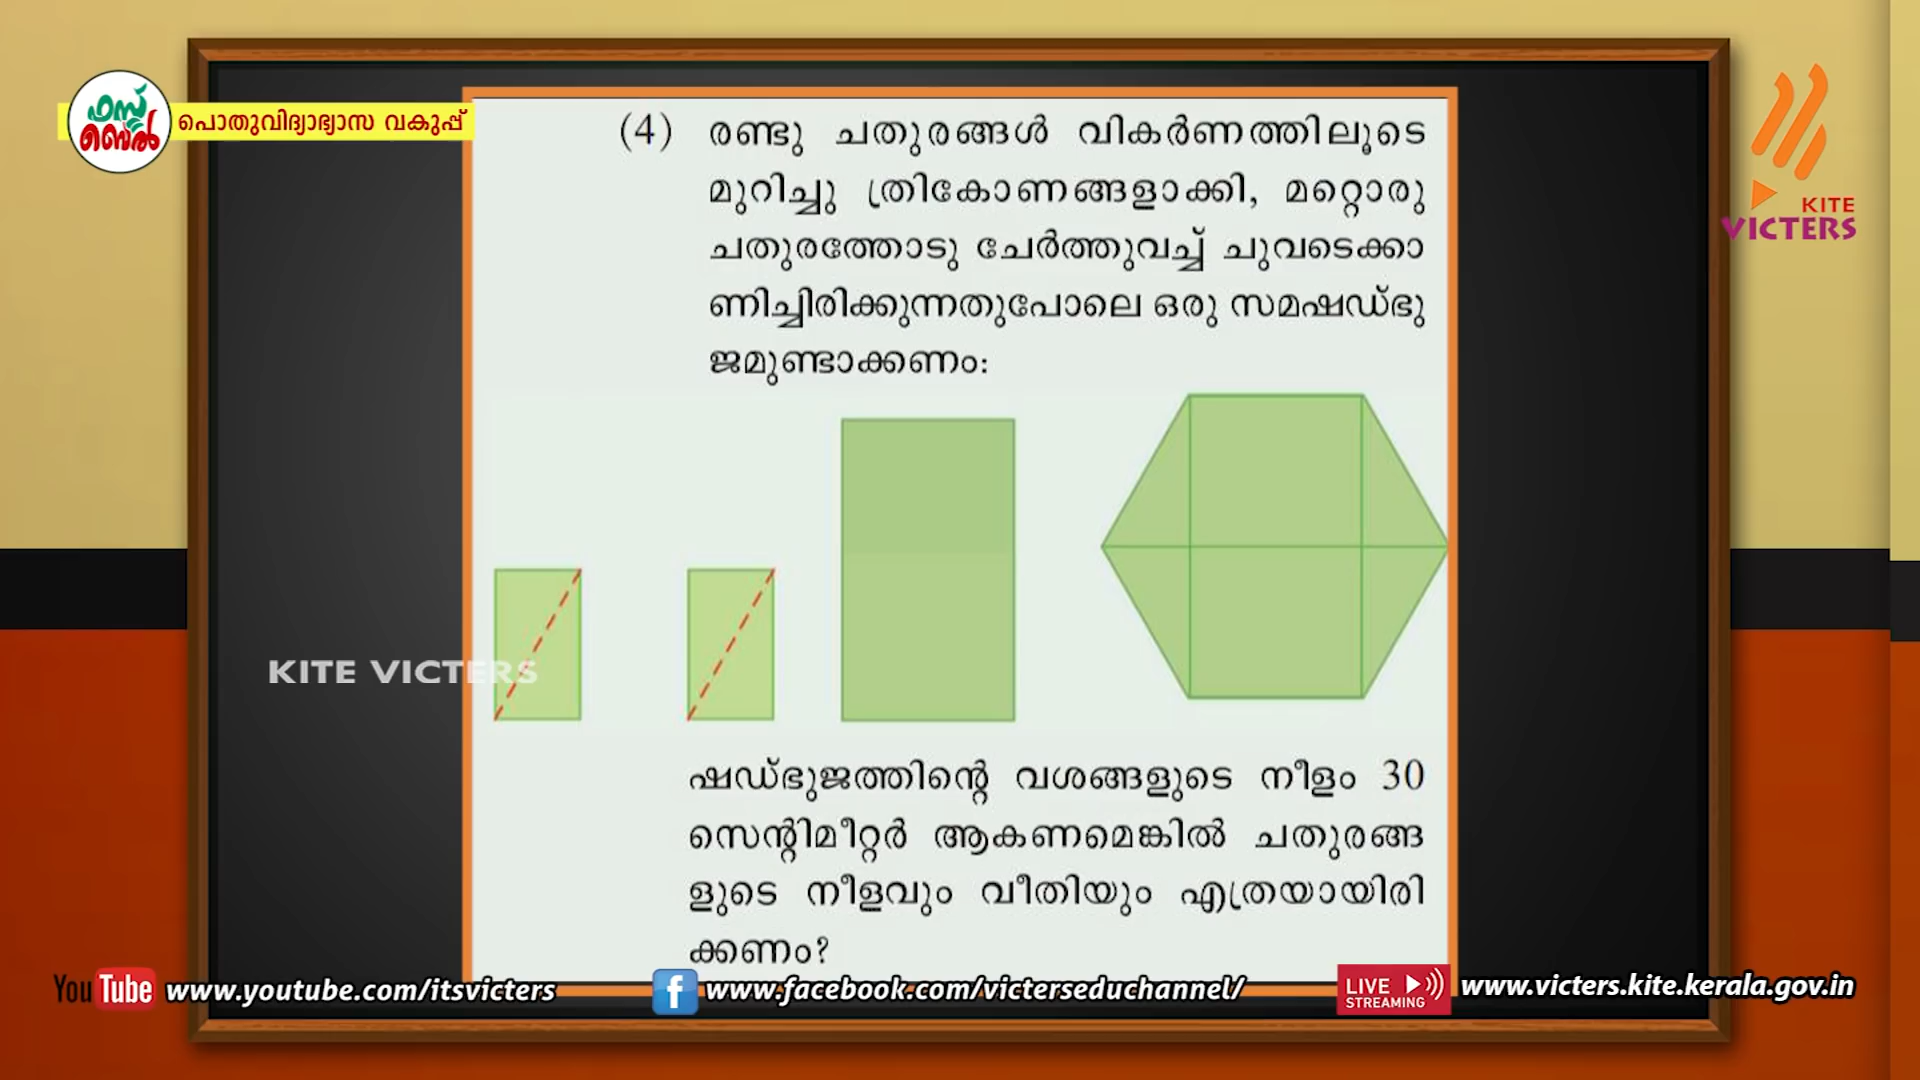 ഫസ്റ്റ്
ബെൽ
പൊതുവിദ്യാഭ്യാസ വകുപ്പ്
KITE
VICTERS
(4) രണ്ടു ചതുരങ്ങൾ വികർണത്തിലൂടെ
മുറിച്ചു ത്രികോണങ്ങളാക്കി, മറ്റൊരു
ചതുരത്തോടു ചേർത്തുവച്ച് ചുവടെക്കാ
ണിച്ചിരിക്കുന്നതുപോലെ ഒരു സമഷഡ്ഭു
ജമുണ്ടാക്കണം:
KITE VICTERS
ഷഡ്ഭുജത്തിന്റെ വശങ്ങളുടെ നീളം 30
സെന്റിമീറ്റർ ആകണമെങ്കിൽ ചതുരങ്ങ
ളുടെ നീളവും വീതിയും എത്രയായിരി
ക്കണം?
YouTube www.youtube.com/itsvicters
f www.facebook.com/victerseduchannel/
LIVE
STREAMING
www.victers.kite.kerala.gov.in